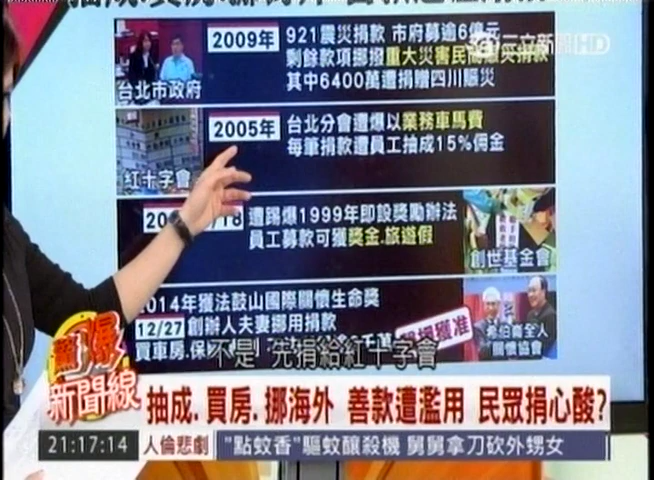 2009年
921震災捐款 市府募逾6億元
剩餘款項挪撥重大災害民間賑災捐款
其中6400萬遭捐贈四川賑災
台北市政府
三立新聞HD
2005年
台北分會遭爆以業務車馬費
每筆捐款遭員工抽成15%佣金
紅十字會
遭踢爆1999年即設獎勵辦法
員工募款可獲獎金.旅遊假
創世基金會
2014年獲法鼓山國際關懷生命獎
12/27 創辦人夫妻挪用捐款
買車房.保
獲准
全人
關懷協會
不是 先捐給紅十字會
驚爆
新聞線
抽成.買房.挪海外 善款遭濫用 民眾捐心酸?
21:17:14
人倫悲劇
"點蚊香"驅蚊釀殺機 舅舅拿刀砍外甥女